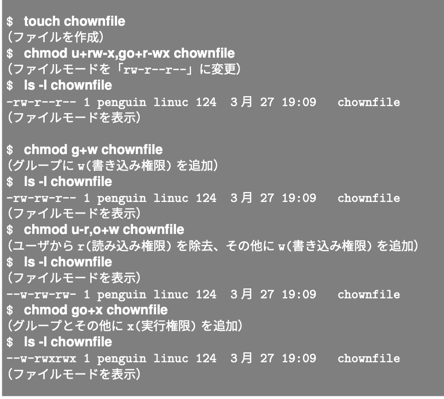 $ touch chownfile
(ファイルを作成)
$ chmod u+rw-x,go+r-wx chownfile
(ファイルモードを「rw-r--r--」に変更)
$ ls -l chownfile
-rw-r--r-- 1 penguin linuc 124 3月 27 19:09 chownfile
(ファイルモードを表示)
$ chmod g+w chownfile
(グループに w(書き込み権限) を追加)
$ ls -l chownfile
-rw-rw-r-- 1 penguin linuc 124 3月 27 19:09 chownfile
(ファイルモードを表示)
$ chmod u-r,o+w chownfile
(ユーザから r(読み込み権限) を除去、その他に w(書き込み権限) を追加)
$ ls -l chownfile
(ファイルモードを表示)
--w-rw-rw- 1 penguin linuc 124 3月 27 19:09 chownfile
$ chmod go+x chownfile
(グループとその他に x(実行権限) を追加)
$ ls -l chownfile
--w-rwxrwx 1 penguin linuc 124 3月 27 19:09 chownfile
(ファイルモードを表示)